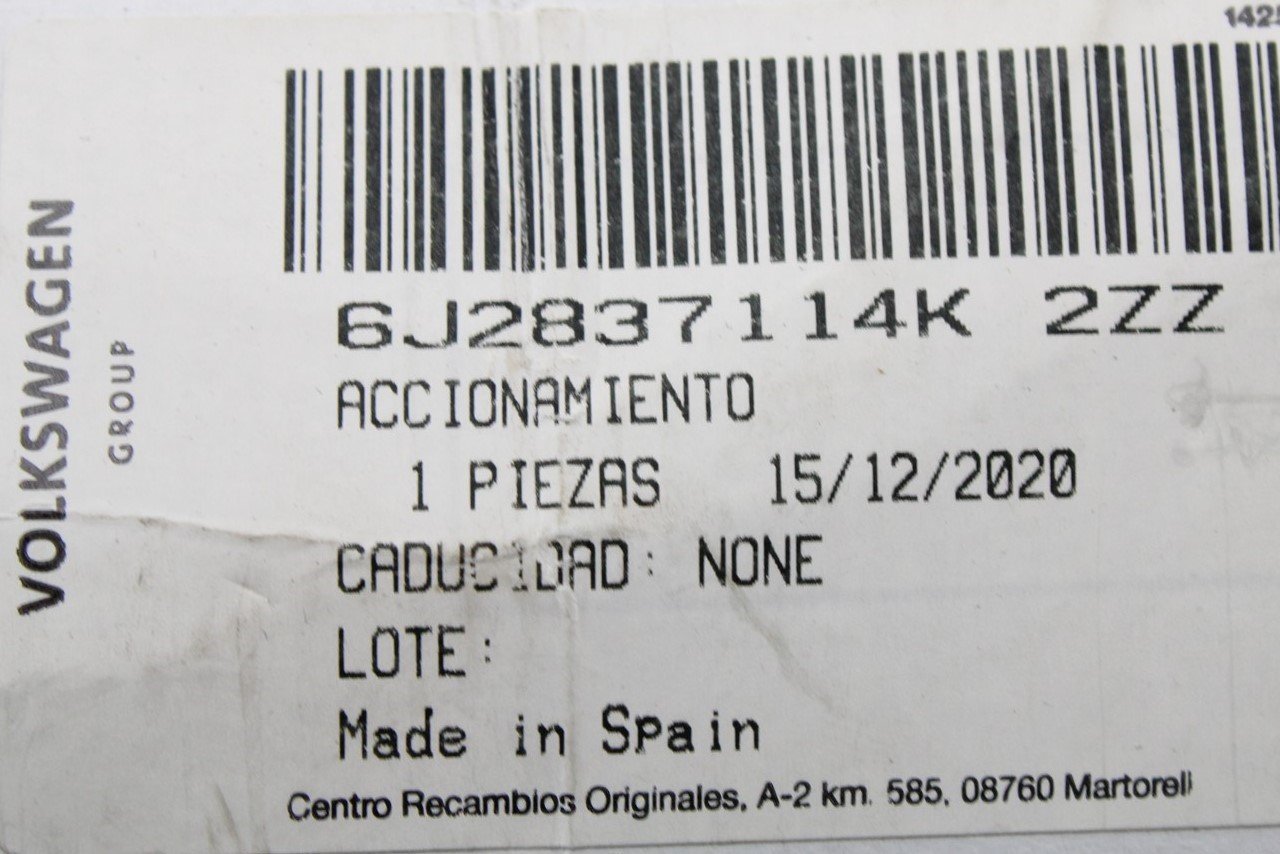 1425
VOLKSWAGEN
GROUP
6J2837114K 2ZZ
ACCIONAMIENTO
1 PIEZAS 15/12/2020
CADUCIDAD: NONE
LOTE:
Made in Spain
Centro Recambios Originales, A-2 km. 585, 08760 Martorell